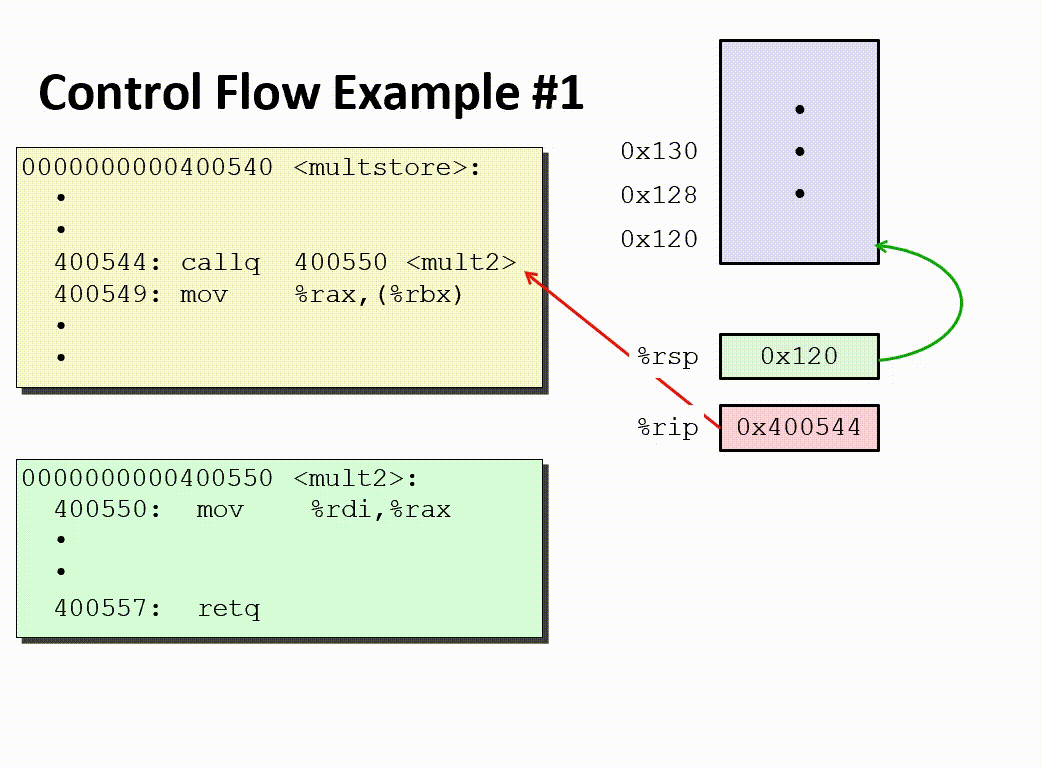 Control Flow Example #1
0000000000400540 <multstore>:
•
•
400544: callq 400550 <mult2>
400549: mov %rax,(%rbx)
•
•
0000000000400550 <mult2>:
400550: mov %rdi,%rax
•
•
400557: retq
0x130
0x128
0x120
•
•
•
%rsp 0x120
%rip 0x400544